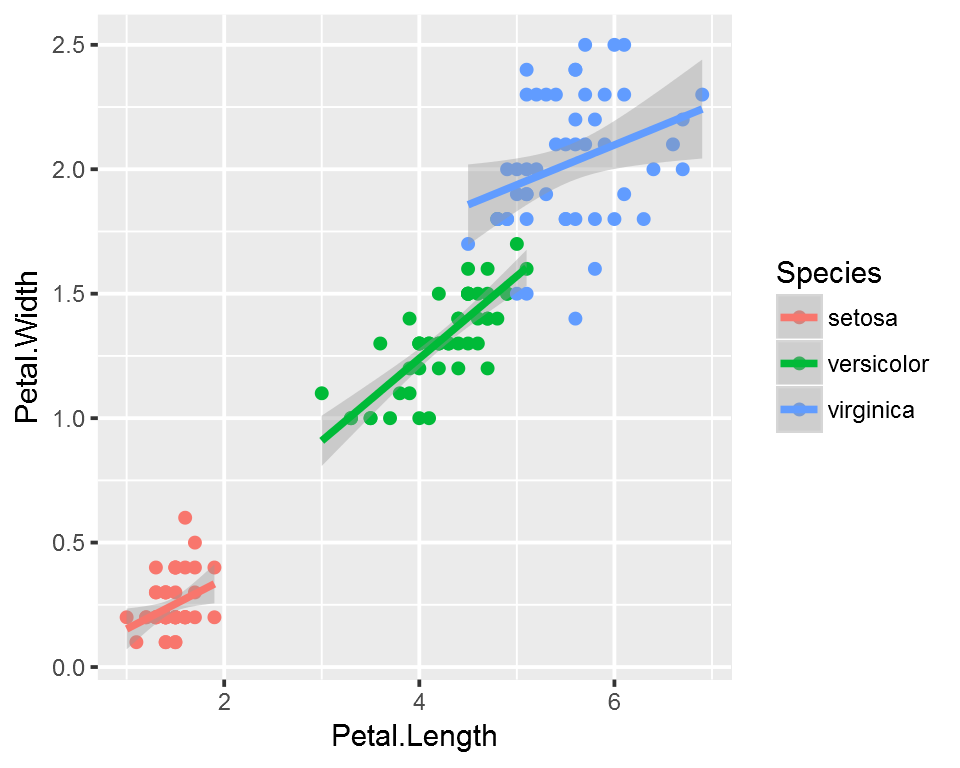 2.5
2.0
1.5
1.0
0.5
0.0
Petal.Width
2 4 6
Petal.Length
Species
setosa
versicolor
virginica